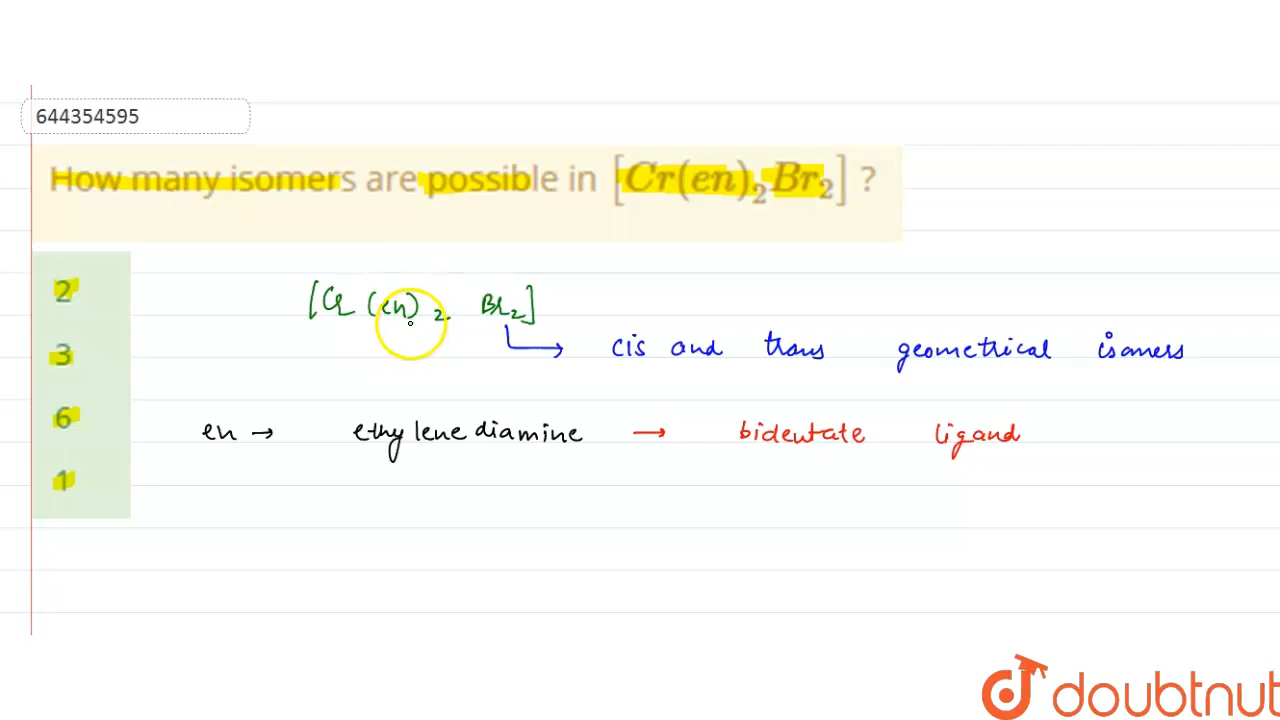 644354595
How many isomers are possible in [Cr(en)₂Br₂] ?
2
3
6
1
[Cr (en) 2. Br₂]
cis and trans geometrical isomers
en → ethylene diamine → bidentate ligand
doubtnut